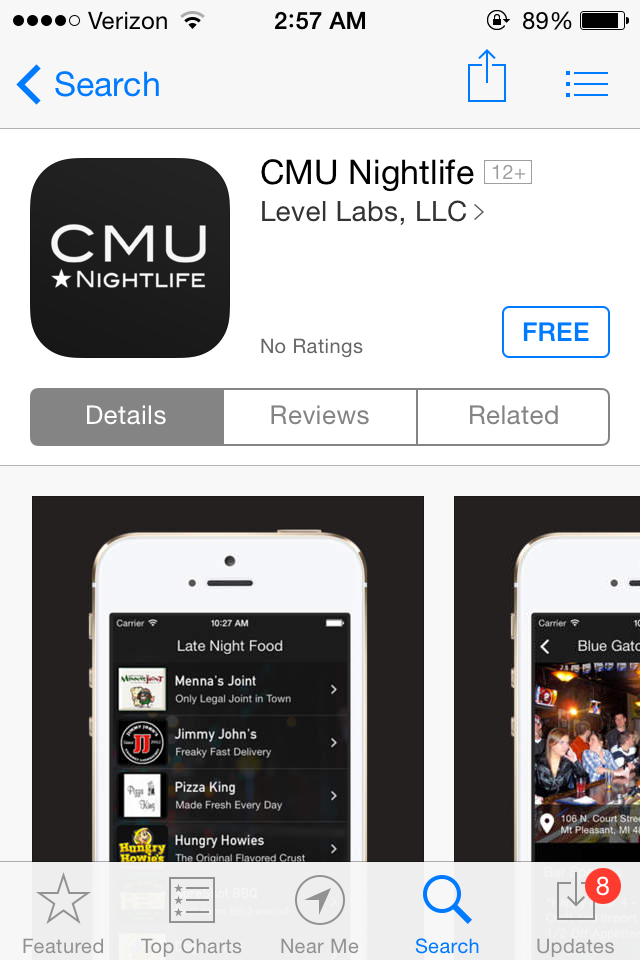 Verizon 2:57 AM 89%
Search
CMU Nightlife 12+
Level Labs, LLC
CMU
NIGHTLIFE
No Ratings
FREE
Details Reviews Related
Carrier 10:27 AM
Late Night Food
Menna's Joint
Only Legal Joint in Town
Jimmy John's
Freaky Fast Delivery
Pizza King
Made Fresh Every Day
Hungry Howies
The Original Flavored Crust
Carrier
Blue Gato
106 N. Court Stree
Mt Pleasant, MI 4
Featured Top Charts Near Me Search Updates
8